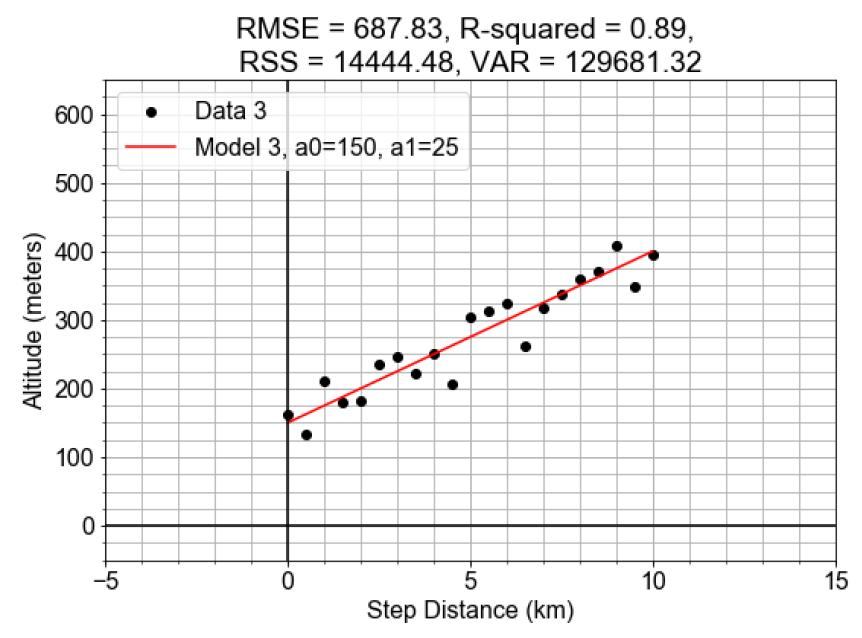 RMSE = 687.83, R-squared = 0.89,
RSS = 14444.48, VAR = 129681.32
Data 3
Model 3, a0=150, a1=25
600
500
400
300
200
100
0
Altitude (meters)
−5
0
5
10
15
Step Distance (km)